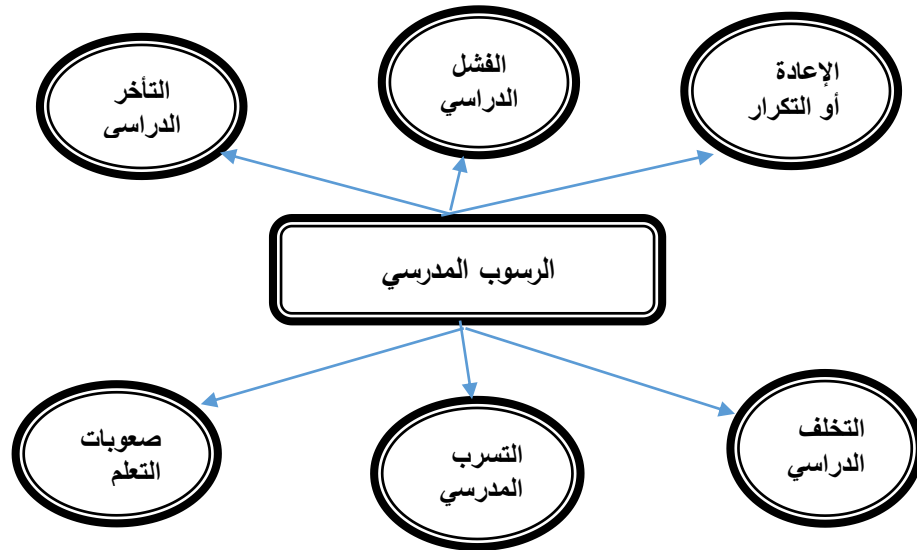 الإعادة
أو التكرار
الفشل
الدراسي
التأخر
الدراسى
الرسوب المدرسي
التخلف
الدراسي
التسرب
المدرسي
صعوبات
التعلم